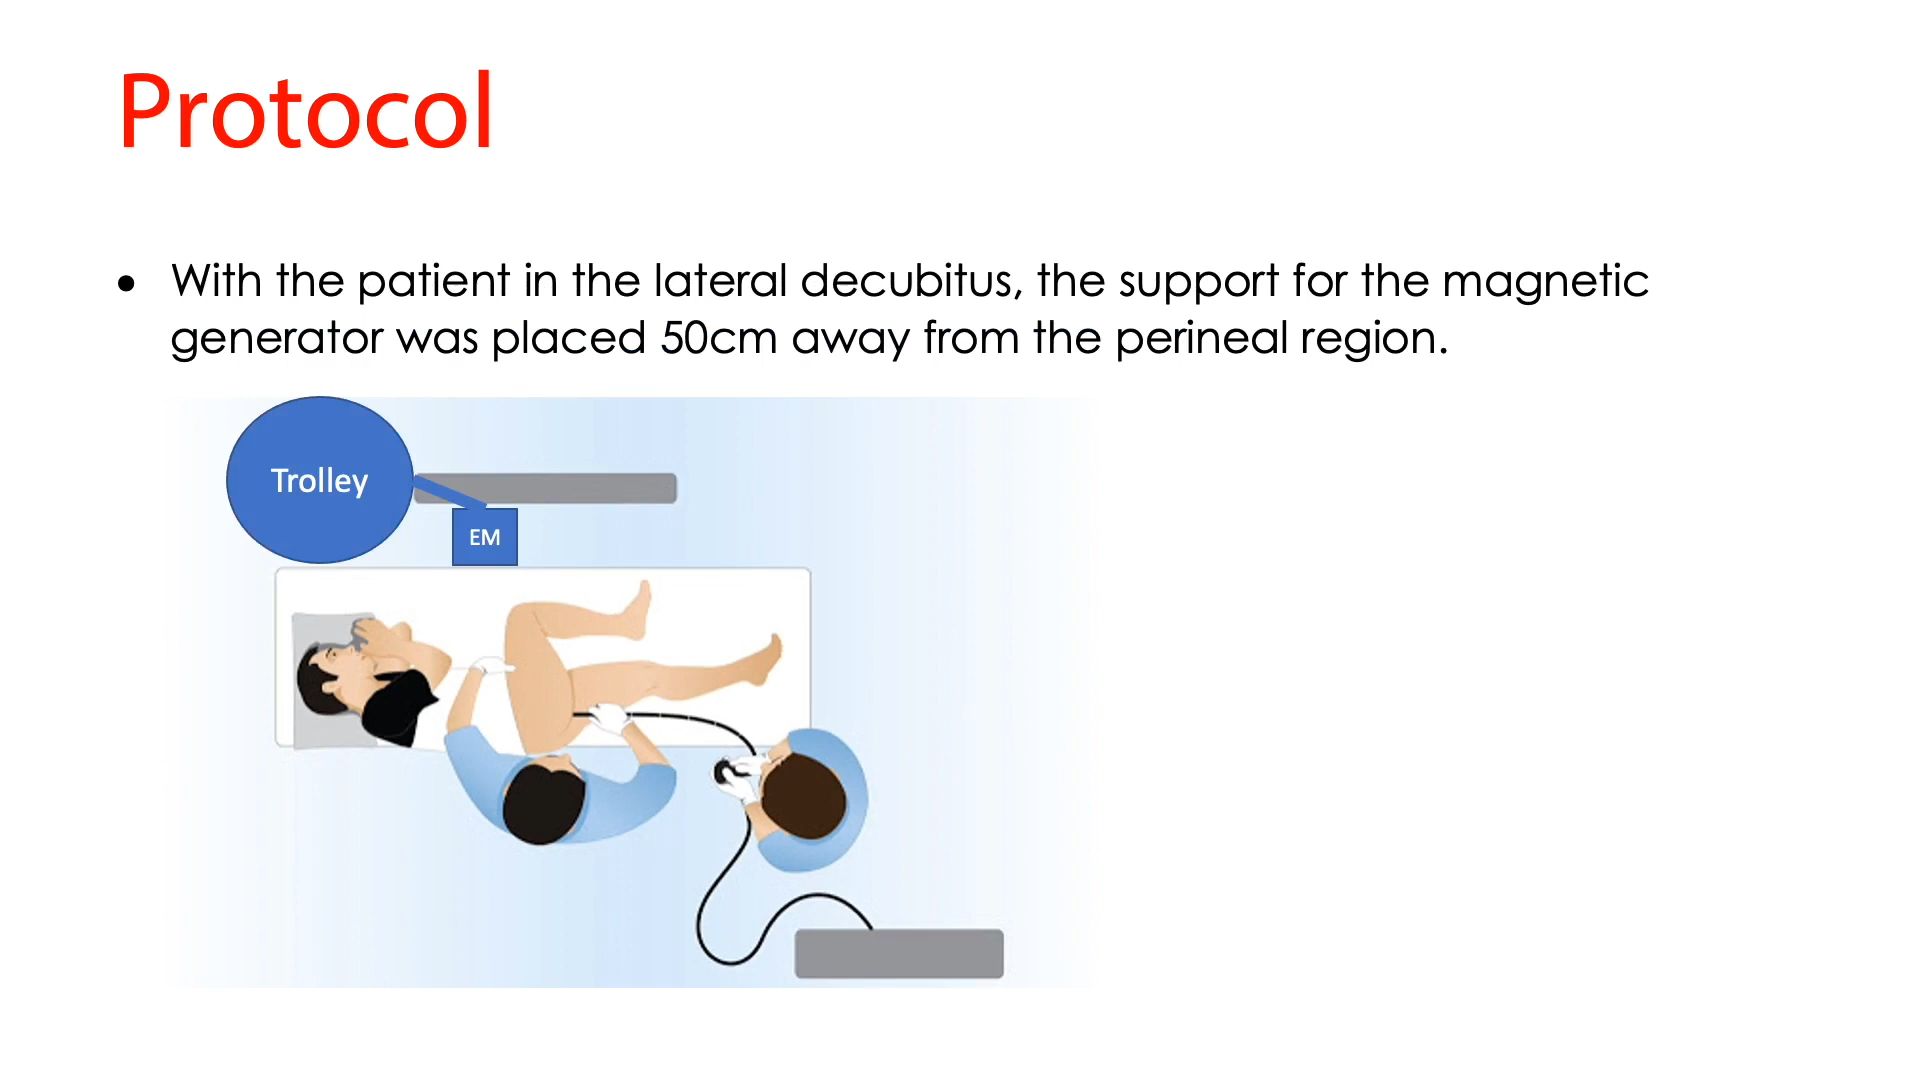 Protocol
• With the patient in the lateral decubitus, the support for the magnetic
generator was placed 50cm away from the perineal region.
Trolley
EM